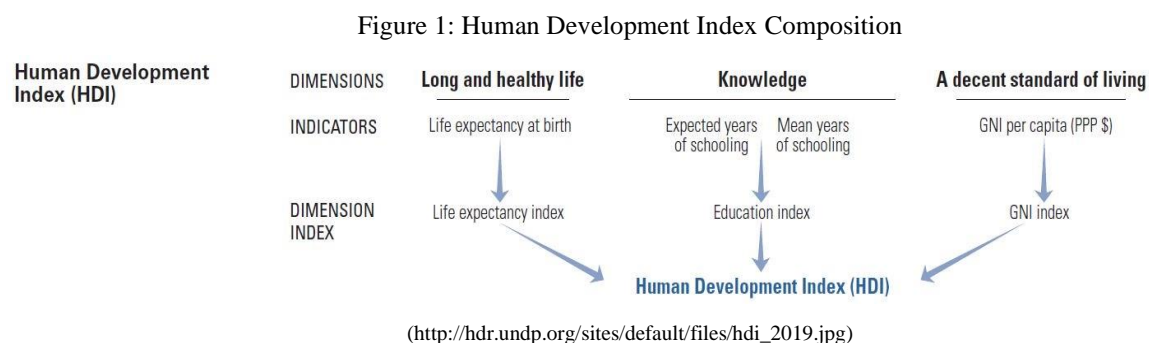 Figure 1: Human Development Index Composition
Human Development
Index (HDI)
DIMENSIONS
Long and healthy life
Knowledge
A decent standard of living
INDICATORS
Life expectancy at birth
Expected years
of schooling
Mean years
of schooling
GNI per capita (PPP $)
DIMENSION
INDEX
Life expectancy index
Education index
GNI index
Human Development Index (HDI)
(http://hdr.undp.org/sites/default/files/hdi_2019.jpg)